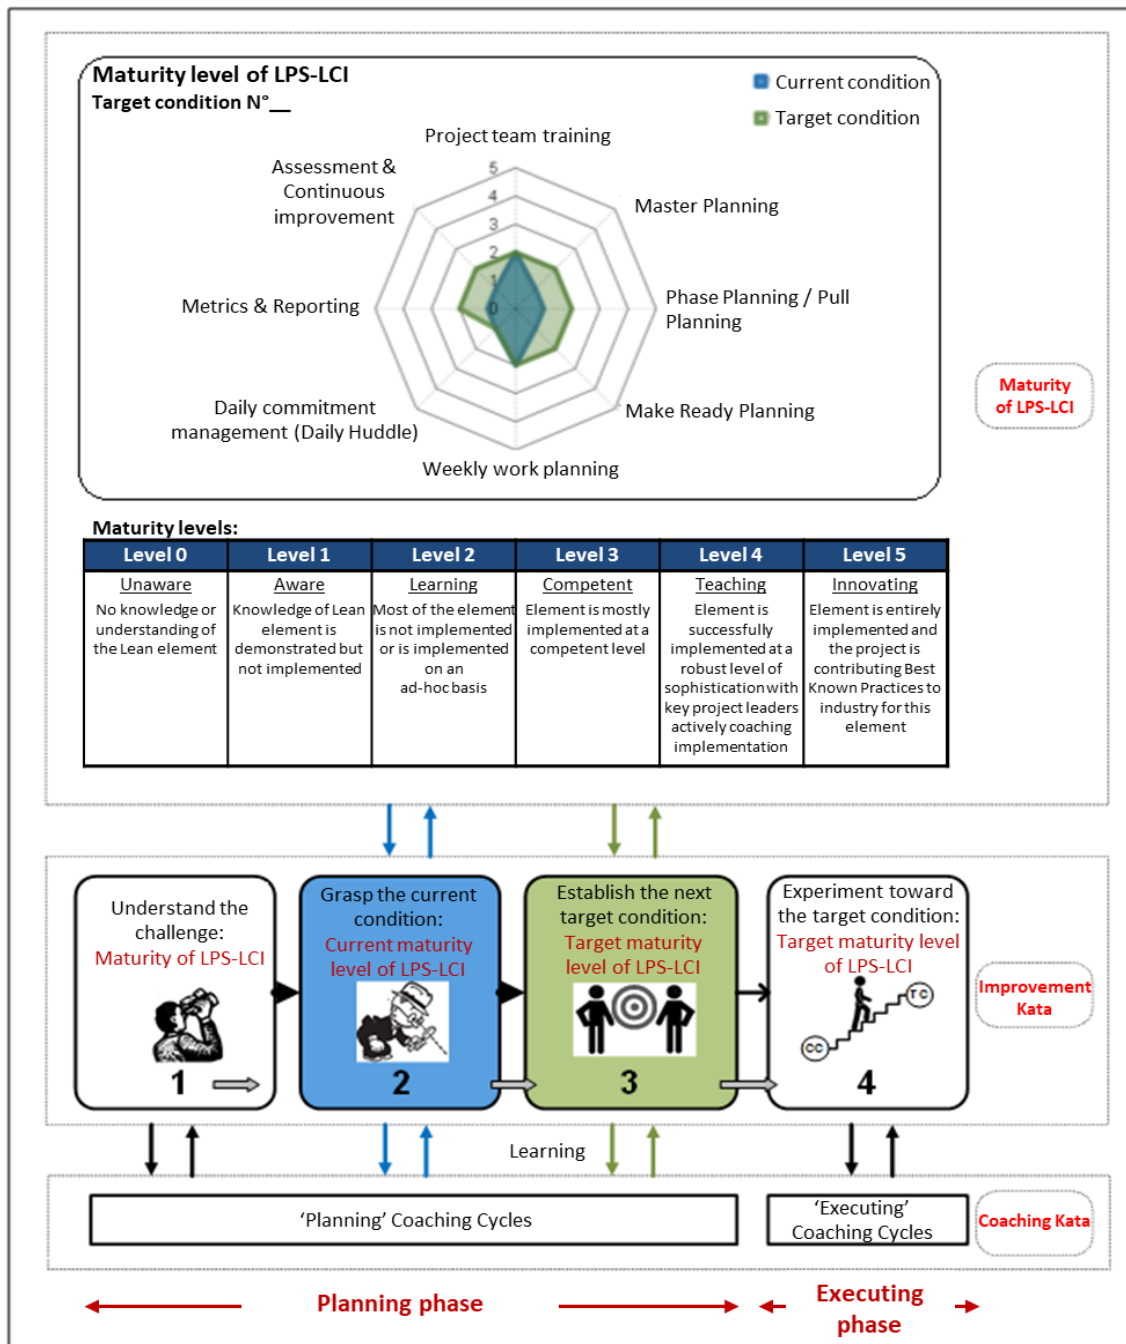 Maturity level of LPS-LCI
Target condition N°__
Current condition
Target condition
Project team training
Assessment &
Continuous
improvement
Master Planning
Metrics & Reporting
Phase Planning / Pull
Planning
Daily commitment
management (Daily Huddle)
Make Ready Planning
Weekly work planning
5
4
3
2
1
0
Maturity
of LPS-LCI
Maturity levels:
Level 0
Level 1
Level 2
Level 3
Level 4
Level 5
Unaware
No knowledge or
understanding of
the Lean element
Aware
Knowledge of Lean
element is
demonstrated but
not implemented
Learning
Most of the element
is not implemented
or is implemented
on an
ad-hoc basis
Competent
Element is mostly
implemented at a
competent level
Teaching
Element is
successfully
implemented at a
robust level of
sophistication with
key project leaders
actively coaching
implementation
Innovating
Element is entirely
implemented and
the project is
contributing Best
Known Practices to
industry for this
element
Understand the
challenge:
Maturity of LPS-LCI
1
Grasp the current
condition:
Current maturity
level of LPS-LCI
2
Establish the next
target condition:
Target maturity
level of LPS-LCI
3
Experiment toward
the target condition:
Target maturity level
of LPS-LCI
TC
CC
4
Improvement
Kata
Learning
‘Planning’ Coaching Cycles
‘Executing’
Coaching Cycles
Coaching Kata
Planning phase
Executing
phase